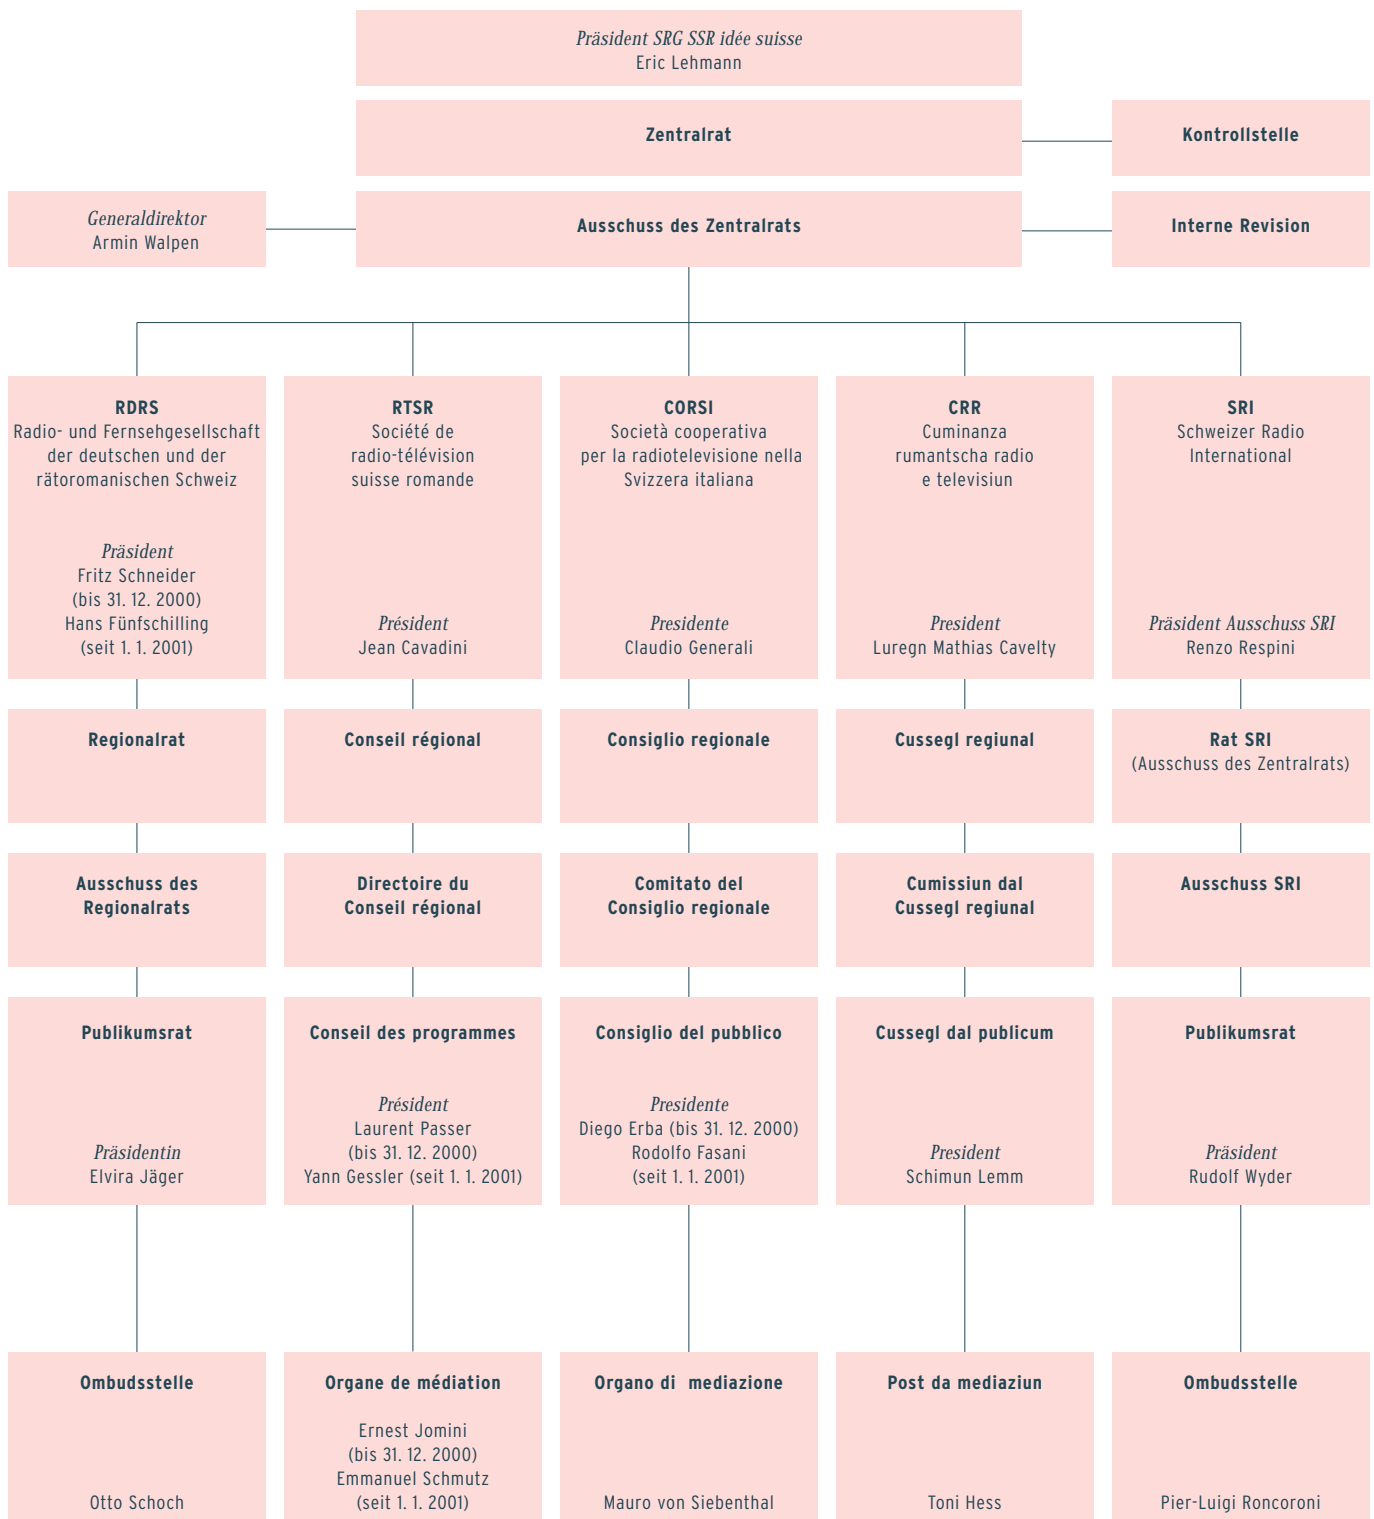 Präsident SRG SSR idée suisse
Eric Lehmann
Zentralrat
Kontrollstelle
Generaldirektor
Armin Walpen
Ausschuss des Zentralrats
Interne Revision
RDRS
Radio- und Fernsehgesellschaft
der deutschen und der
rätoromanischen Schweiz
Präsident
Fritz Schneider
(bis 31. 12. 2000)
Hans Fünfschilling
(seit 1. 1. 2001)
RTSR
Société de
radio-télévision
suisse romande
Président
Jean Cavadini
CORSI
Società cooperativa
per la radiotelevisione nella
Svizzera italiana
Presidente
Claudio Generali
CRR
Cuminanza
rumantscha radio
e televisiun
President
Luregn Mathias Cavelty
SRI
Schweizer Radio
International
Präsident Ausschuss SRI
Renzo Respini
Regionalrat
Conseil régional
Consiglio regionale
Cussegl regiunal
Rat SRI
(Ausschuss des Zentralrats)
Ausschuss des
Regionalrats
Directoire du
Conseil régional
Comitato del
Consiglio regionale
Cumissiun dal
Cussegl regiunal
Ausschuss SRI
Publikumsrat
Präsidentin
Elvira Jäger
Conseil des programmes
Président
Laurent Passer
(bis 31. 12. 2000)
Yann Gessler (seit 1. 1. 2001)
Consiglio del pubblico
Presidente
Diego Erba (bis 31. 12. 2000)
Rodolfo Fasani
(seit 1. 1. 2001)
Cussegl dal publicum
President
Schimun Lemm
Publikumsrat
Präsident
Rudolf Wyder
Ombudsstelle
Otto Schoch
Organe de médiation
Ernest Jomini
(bis 31. 12. 2000)
Emmanuel Schmutz
(seit 1. 1. 2001)
Organo di mediazione
Mauro von Siebenthal
Post da mediaziun
Toni Hess
Ombudsstelle
Pier-Luigi Roncoroni